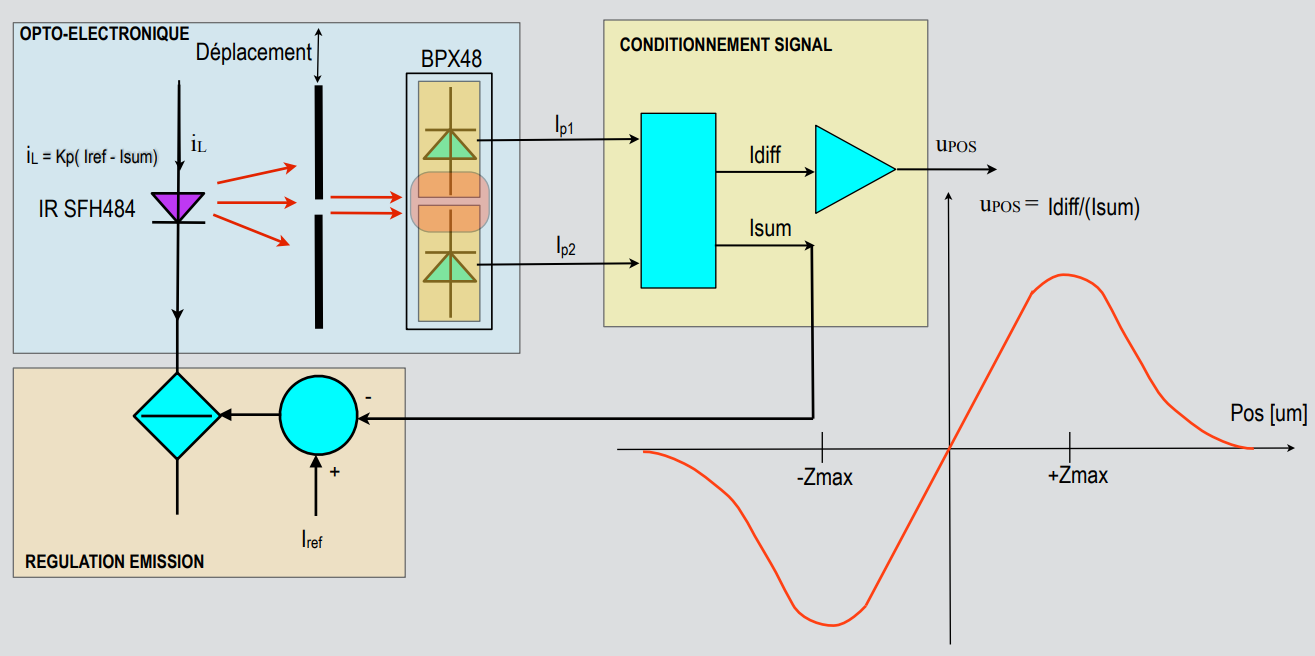 OPTO-ELECTRONIQUE
Déplacement
BPX48
iL = Kp( Iref - Isum)
iL
IR SFH484
Ip1
Ip2
CONDITIONNEMENT SIGNAL
Idiff
Isum
uPOS
uPOS = Idiff/(Isum)
-
+
Iref
REGULATION EMISSION
Pos [um]
-Zmax
+Zmax